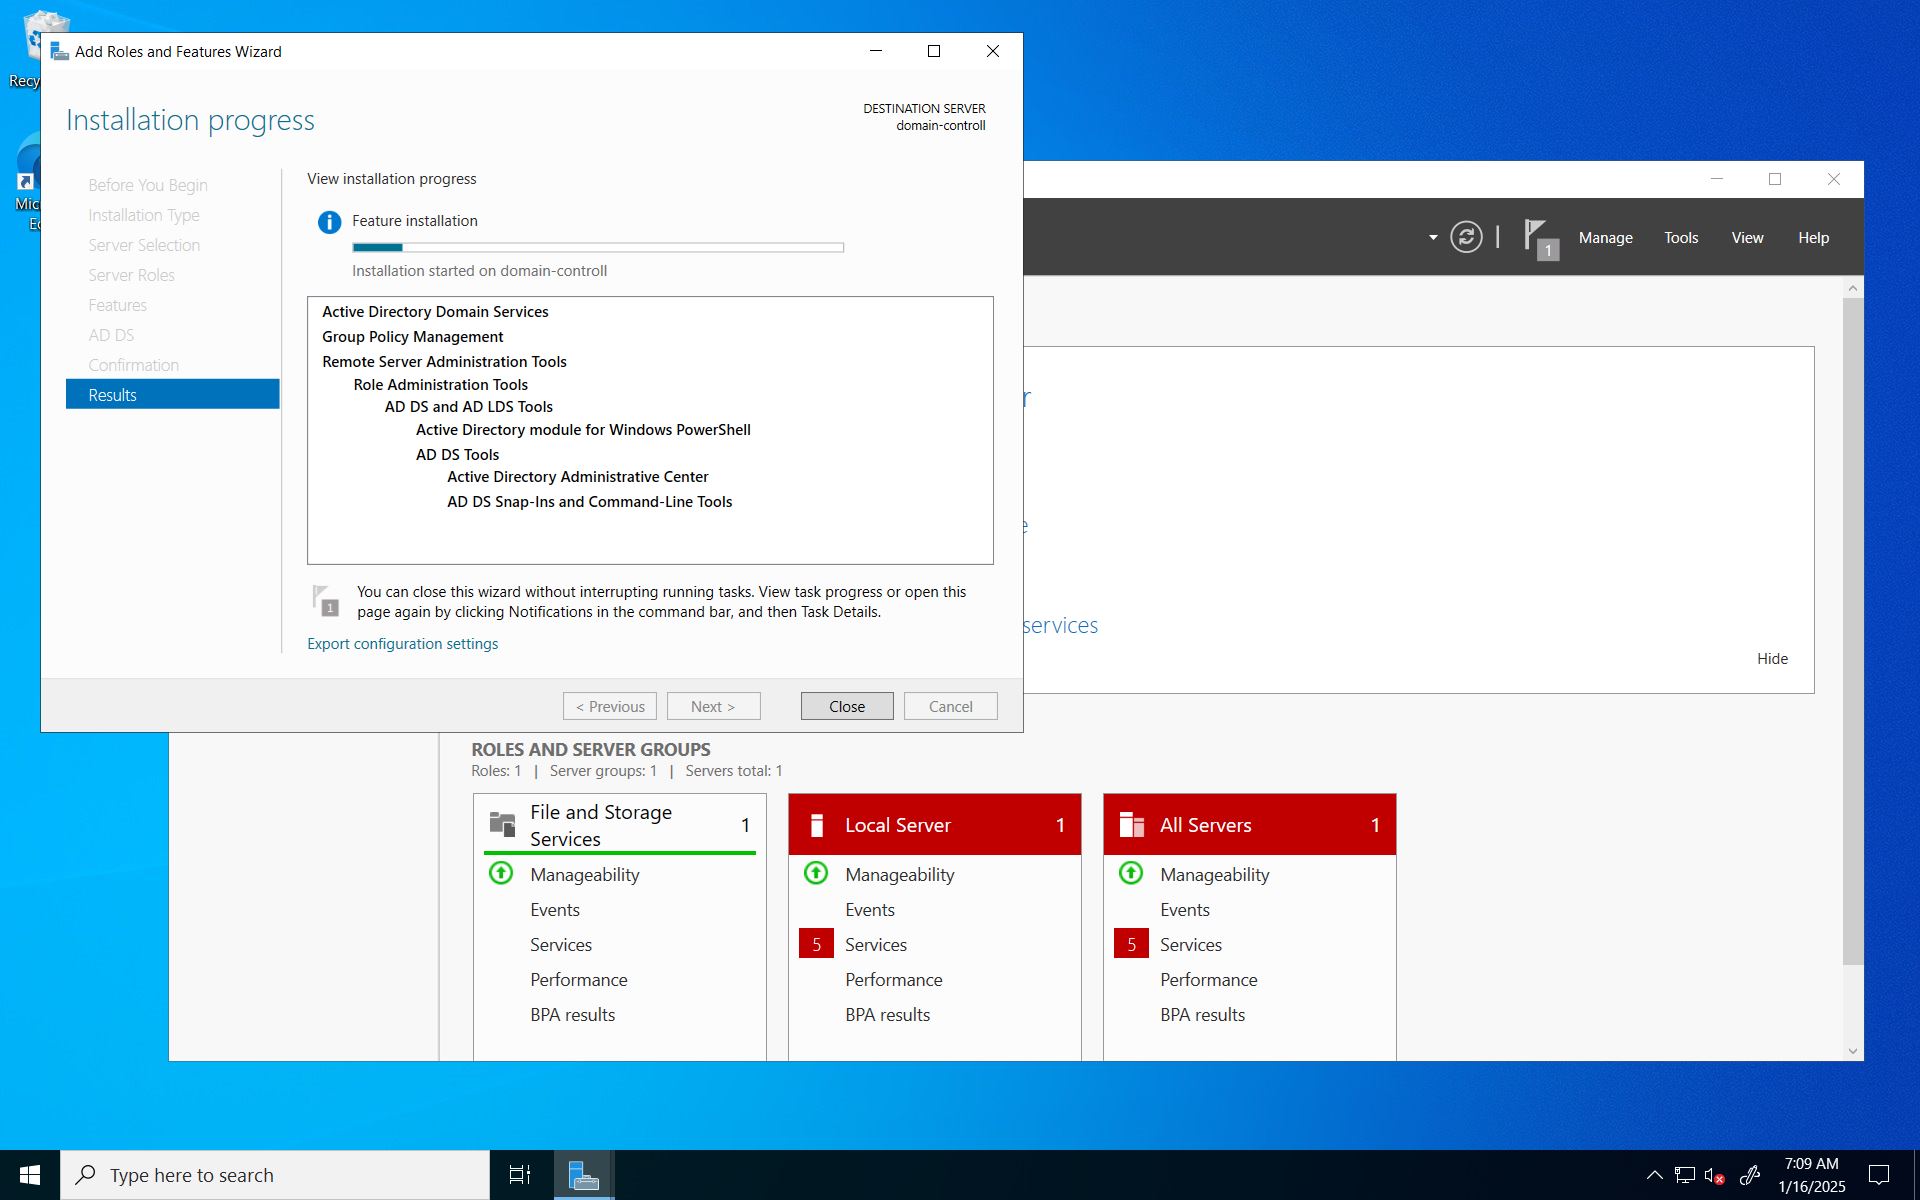 Recy
Mic
Ed
Add Roles and Features Wizard
Installation progress
DESTINATION SERVER
domain-controll
Before You Begin
Installation Type
Server Selection
Server Roles
Features
AD DS
Confirmation
Results
View installation progress
Feature installation
Installation started on domain-controll
Active Directory Domain Services
Group Policy Management
Remote Server Administration Tools
Role Administration Tools
AD DS and AD LDS Tools
Active Directory module for Windows PowerShell
AD DS Tools
Active Directory Administrative Center
AD DS Snap-Ins and Command-Line Tools
1
You can close this wizard without interrupting running tasks. View task progress or open this
page again by clicking Notifications in the command bar, and then Task Details.
Export configuration settings
< Previous
Next >
Close
Cancel
1
Manage
Tools
View
Help
r
e
services
Hide
ROLES AND SERVER GROUPS
Roles: 1 | Server groups: 1 | Servers total: 1
File and Storage
Services
1
Manageability
Events
Services
Performance
BPA results
Local Server
1
Manageability
Events
5 Services
Performance
BPA results
All Servers
1
Manageability
Events
5 Services
Performance
BPA results
Type here to search
7:09 AM
1/16/2025